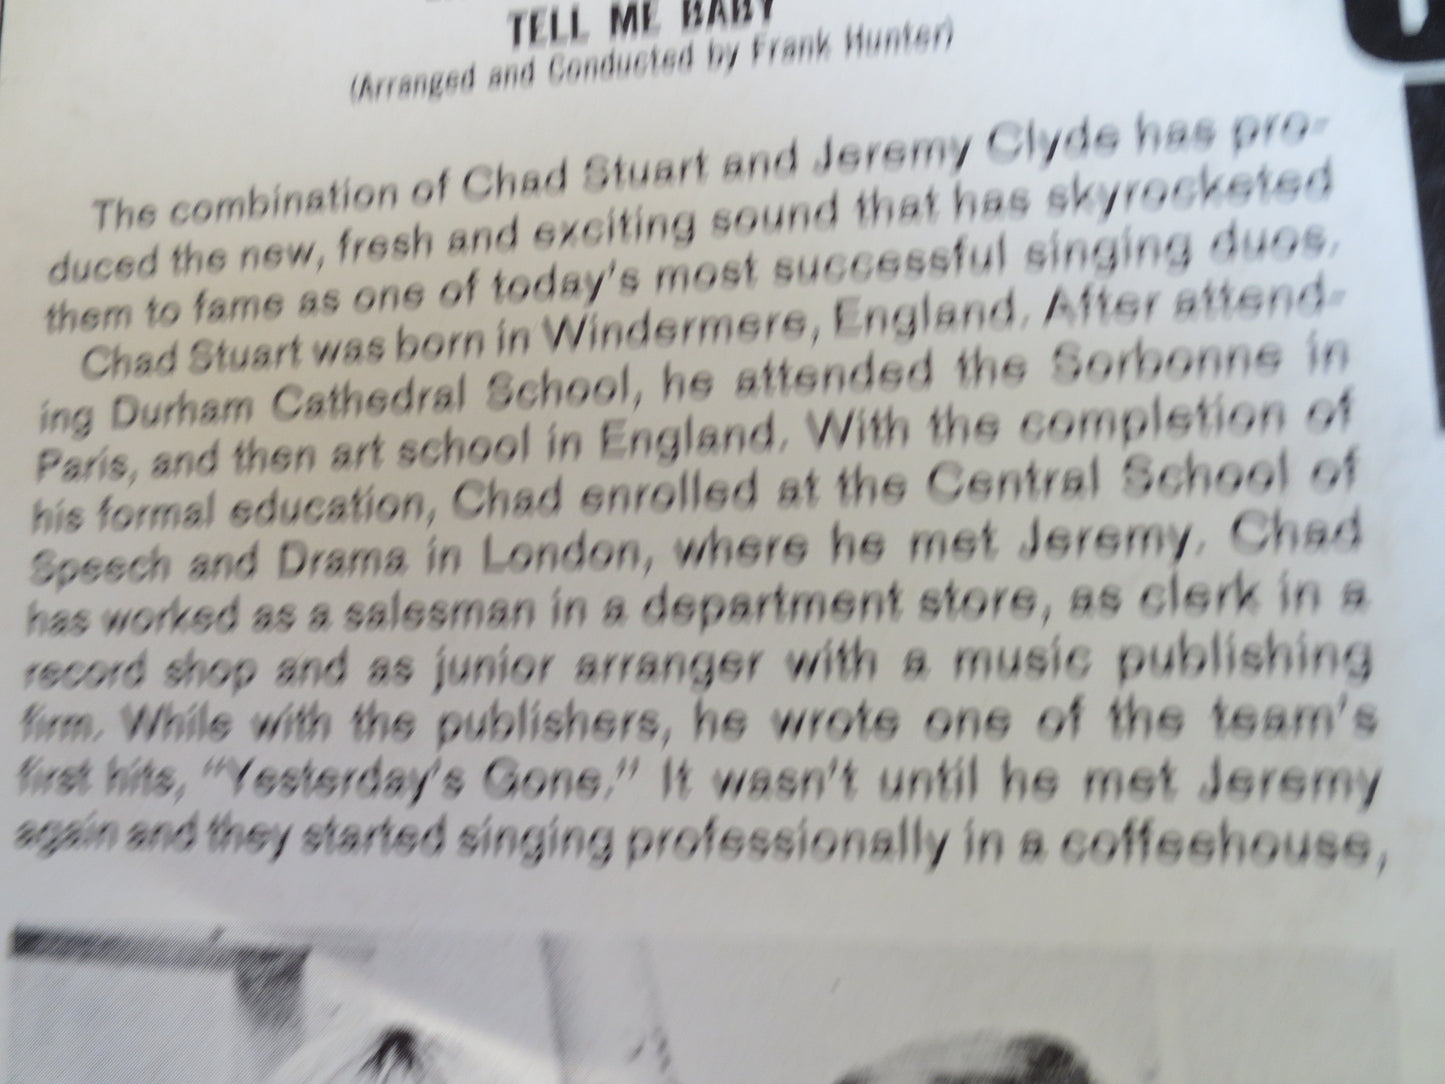 TELL ME BABY
(Arranged and Conducted by Frank Hunter)
The combination of Chad Stuart and Jeremy Clyde has pro-
duced the new, fresh and exciting sound that has skyrocketed
them to fame as one of today's most successful singing duos.
Chad Stuart was born in Windermere, England. After attend-
ing Durham Cathedral School, he attended the Sorbonne in
Paris, and then art school in England. With the completion of
his formal education, Chad enrolled at the Central School of
Speech and Drama in London, where he met Jeremy. Chad
has worked as a salesman in a department store, as clerk in a
record shop and as junior arranger with a music publishing
firm. While with the publishers, he wrote one of the team's
first hits, "Yesterday's Gone." It wasn't until he met Jeremy
again and they started singing professionally in a coffeehouse,